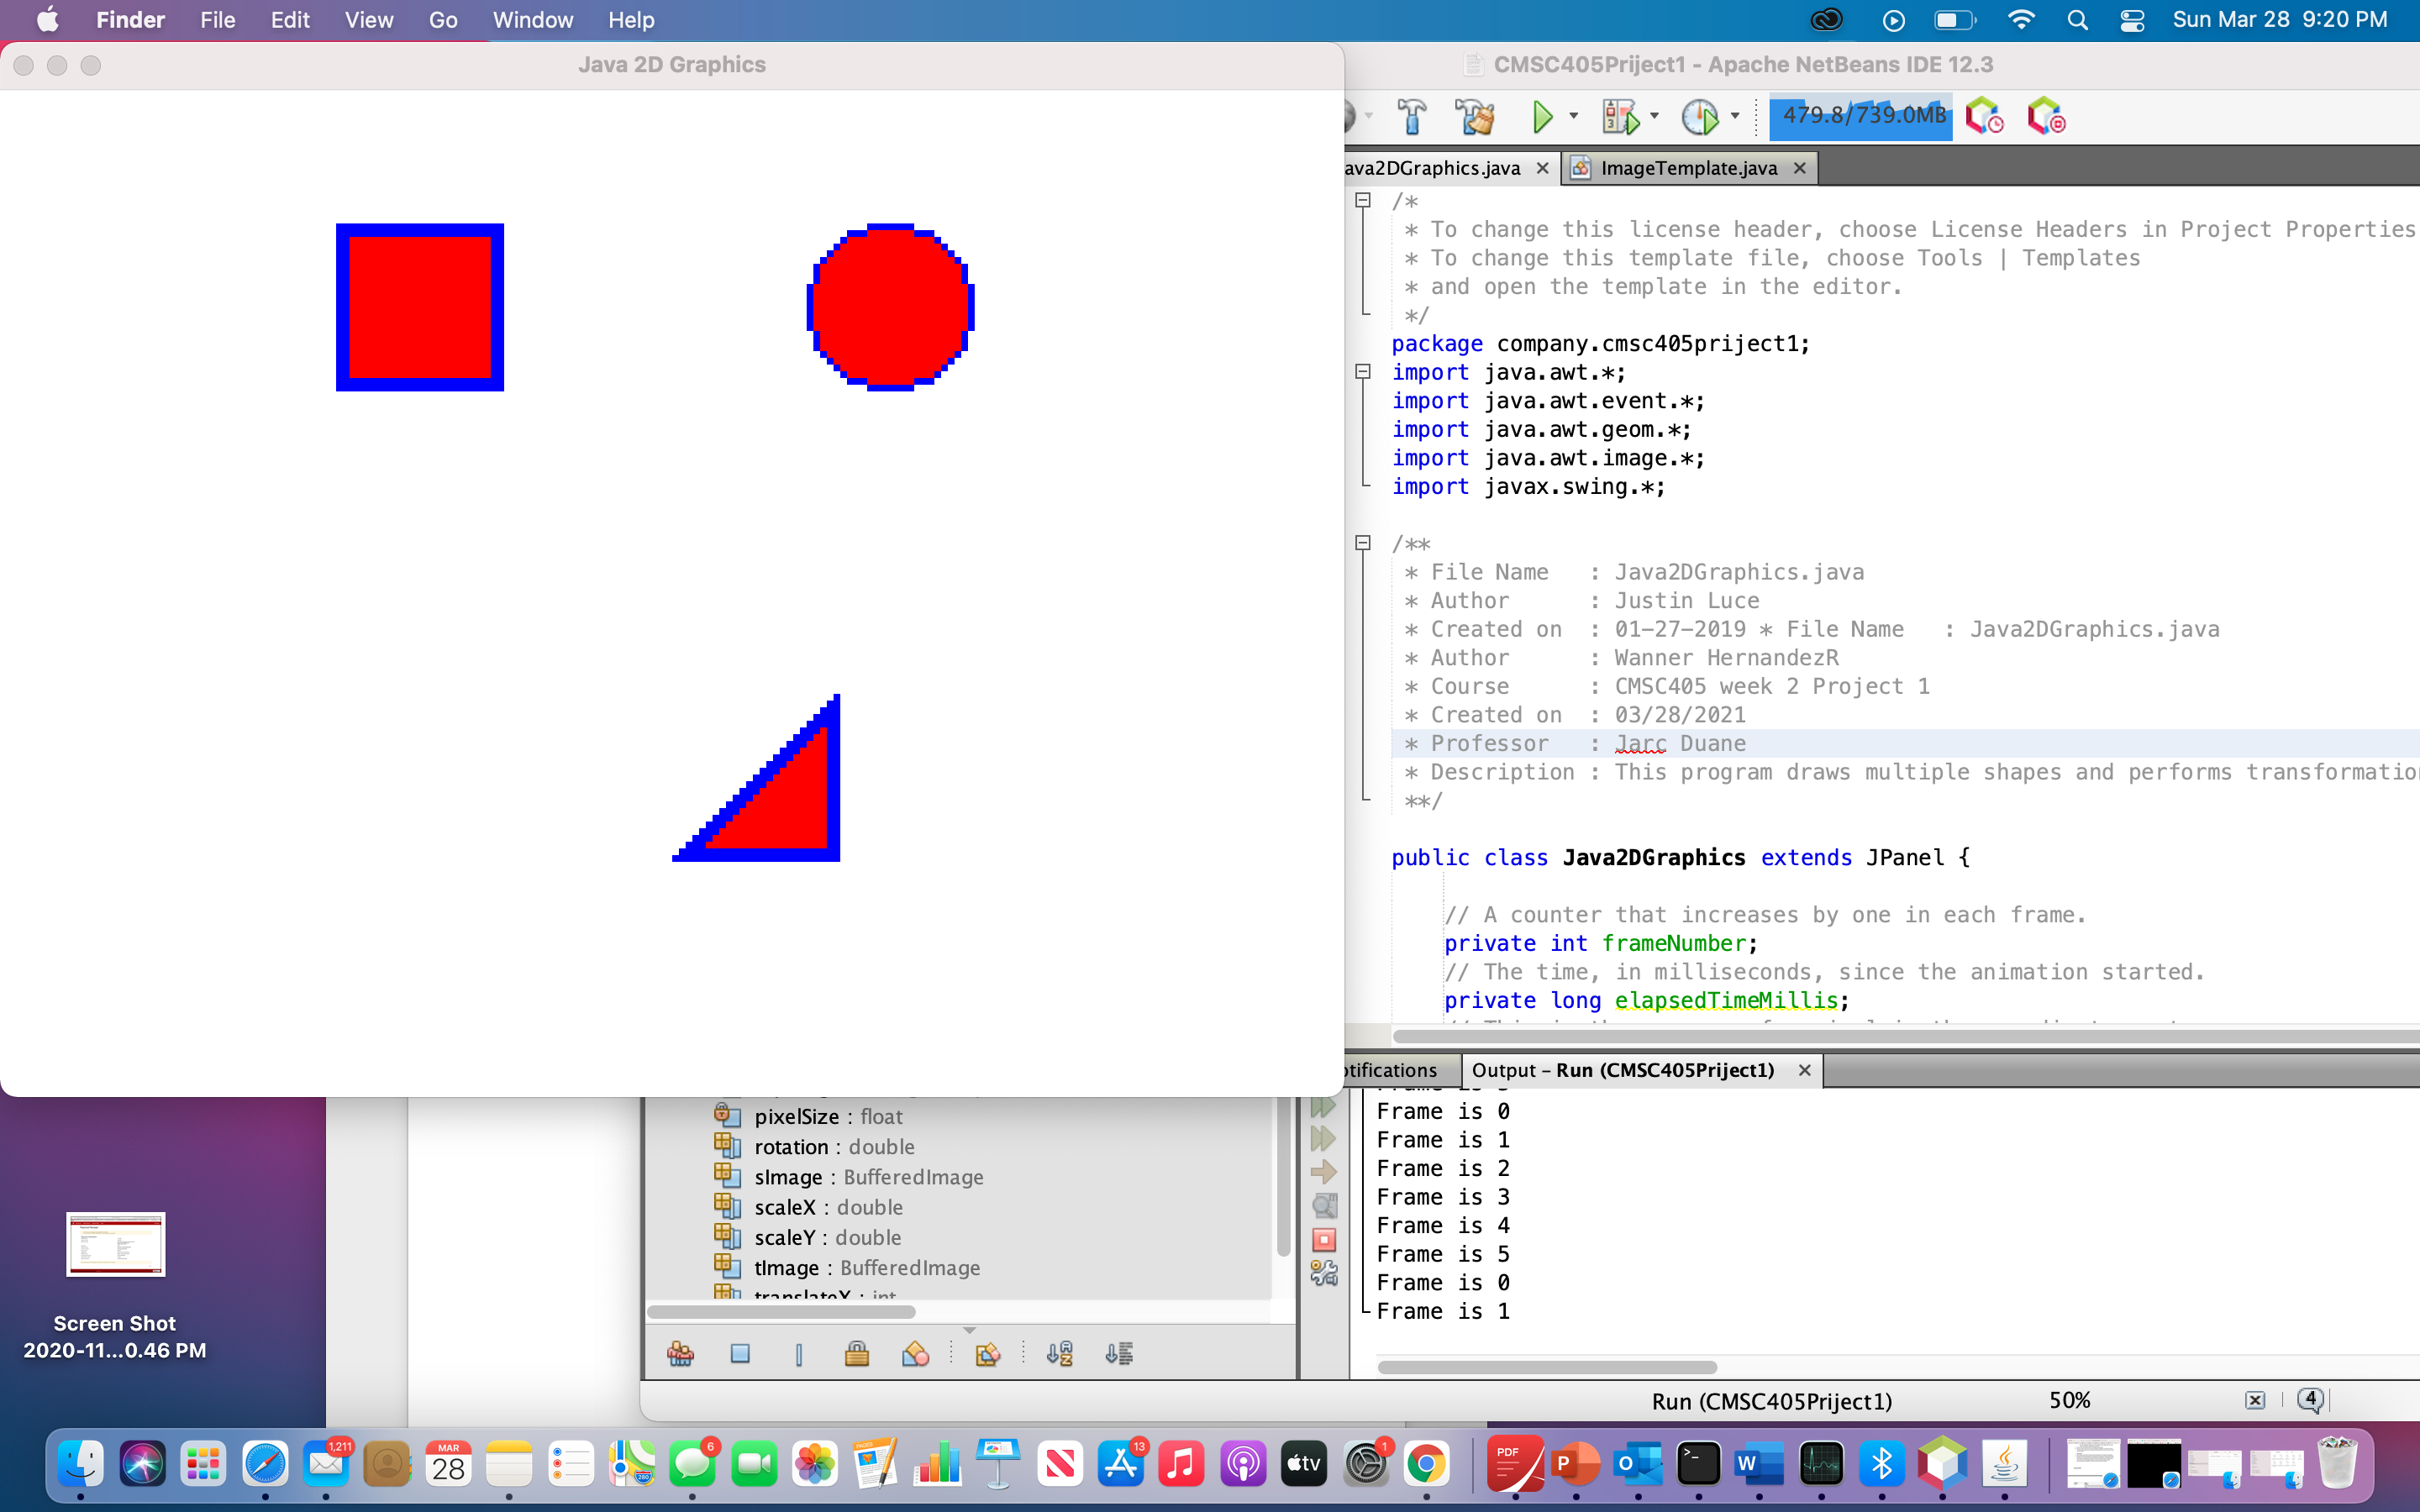 Finder File Edit View Go Window Help Sun Mar 28 9:20 PM
Java 2D Graphics
CMSC405Priject1 - Apache NetBeans IDE 12.3
479.8/739.0MB
ava2DGraphics.java ImageTemplate.java
/*
* To change this license header, choose License Headers in Project Properties
* To change this template file, choose Tools | Templates
* and open the template in the editor.
*/
package company.cmsc405priject1;
import java.awt.*;
import java.awt.event.*;
import java.awt.geom.*;
import java.awt.image.*;
import javax.swing.*;
/**
* File Name : Java2DGraphics.java
* Author : Justin Luce
* Created on : 01-27-2019 * File Name : Java2DGraphics.java
* Author : Wanner HernandezR
* Course : CMSC405 week 2 Project 1
* Created on : 03/28/2021
* Professor : Jarc Duane
* Description : This program draws multiple shapes and performs transformatio
**/
public class Java2DGraphics extends JPanel {
// A counter that increases by one in each frame.
private int frameNumber;
// The time, in milliseconds, since the animation started.
private long elapsedTimeMillis;
otifications Output – Run (CMSC405Priject1)
Frame is 0
Frame is 1
Frame is 2
Frame is 3
Frame is 4
Frame is 5
Frame is 0
Frame is 1
pixelSize : float
rotation : double
sImage : BufferedImage
scaleX : double
scaleY : double
tImage : BufferedImage
translateX : int
Run (CMSC405Priject1) 50% 4
Screen Shot
2020-11...0.46 PM
1,211 MAR 28 6 280 PAGES 13 tv 1 PDF P O >_ W